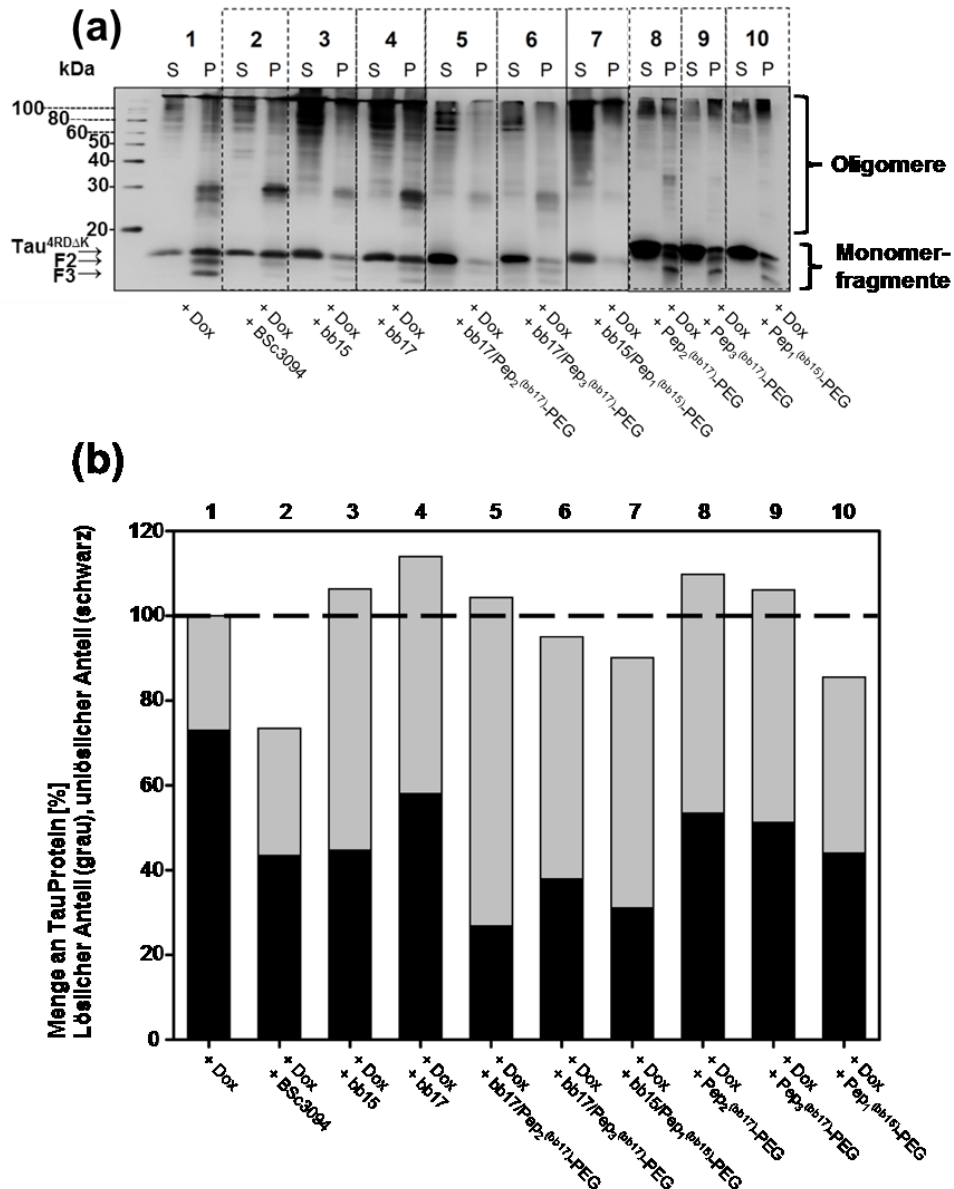 (a)
1 2 3 4 5 6 7 8 9 10
kDa S P S P S P S P S P S P S P S P S P S P
100
80
60
50
40
30
20
Oligomere
Tau4RDΔK
F2
F3
Monomer-
fragmente
+ Dox
+ Dox
+ BSc3094
+ Dox
+ bb15
+ Dox
+ bb17
+ Dox
+ bb17/Pep2(bb17)-PEG
+ Dox
+ bb17/Pep3(bb17)-PEG
+ Dox
+ bb15/Pep1(bb15)-PEG
+ Dox
+ Pep2(bb17)-PEG
+ Dox
+ Pep3(bb17)-PEG
+ Dox
+ Pep1(bb15)-PEG
(b)
1 2 3 4 5 6 7 8 9 10
Menge an Tau Protein [%]
Löslicher Anteil (grau), unlöslicher Anteil (schwarz)
120
100
80
60
40
20
0
+ Dox
+ Dox
+ BSc3094
+ Dox
+ bb15
+ Dox
+ bb17
+ Dox
+ bb17/Pep2(bb17)-PEG
+ Dox
+ bb17/Pep3(bb17)-PEG
+ Dox
+ bb15/Pep1(bb15)-PEG
+ Dox
+ Pep2(bb17)-PEG
+ Dox
+ Pep3(bb17)-PEG
+ Dox
+ Pep1(bb15)-PEG